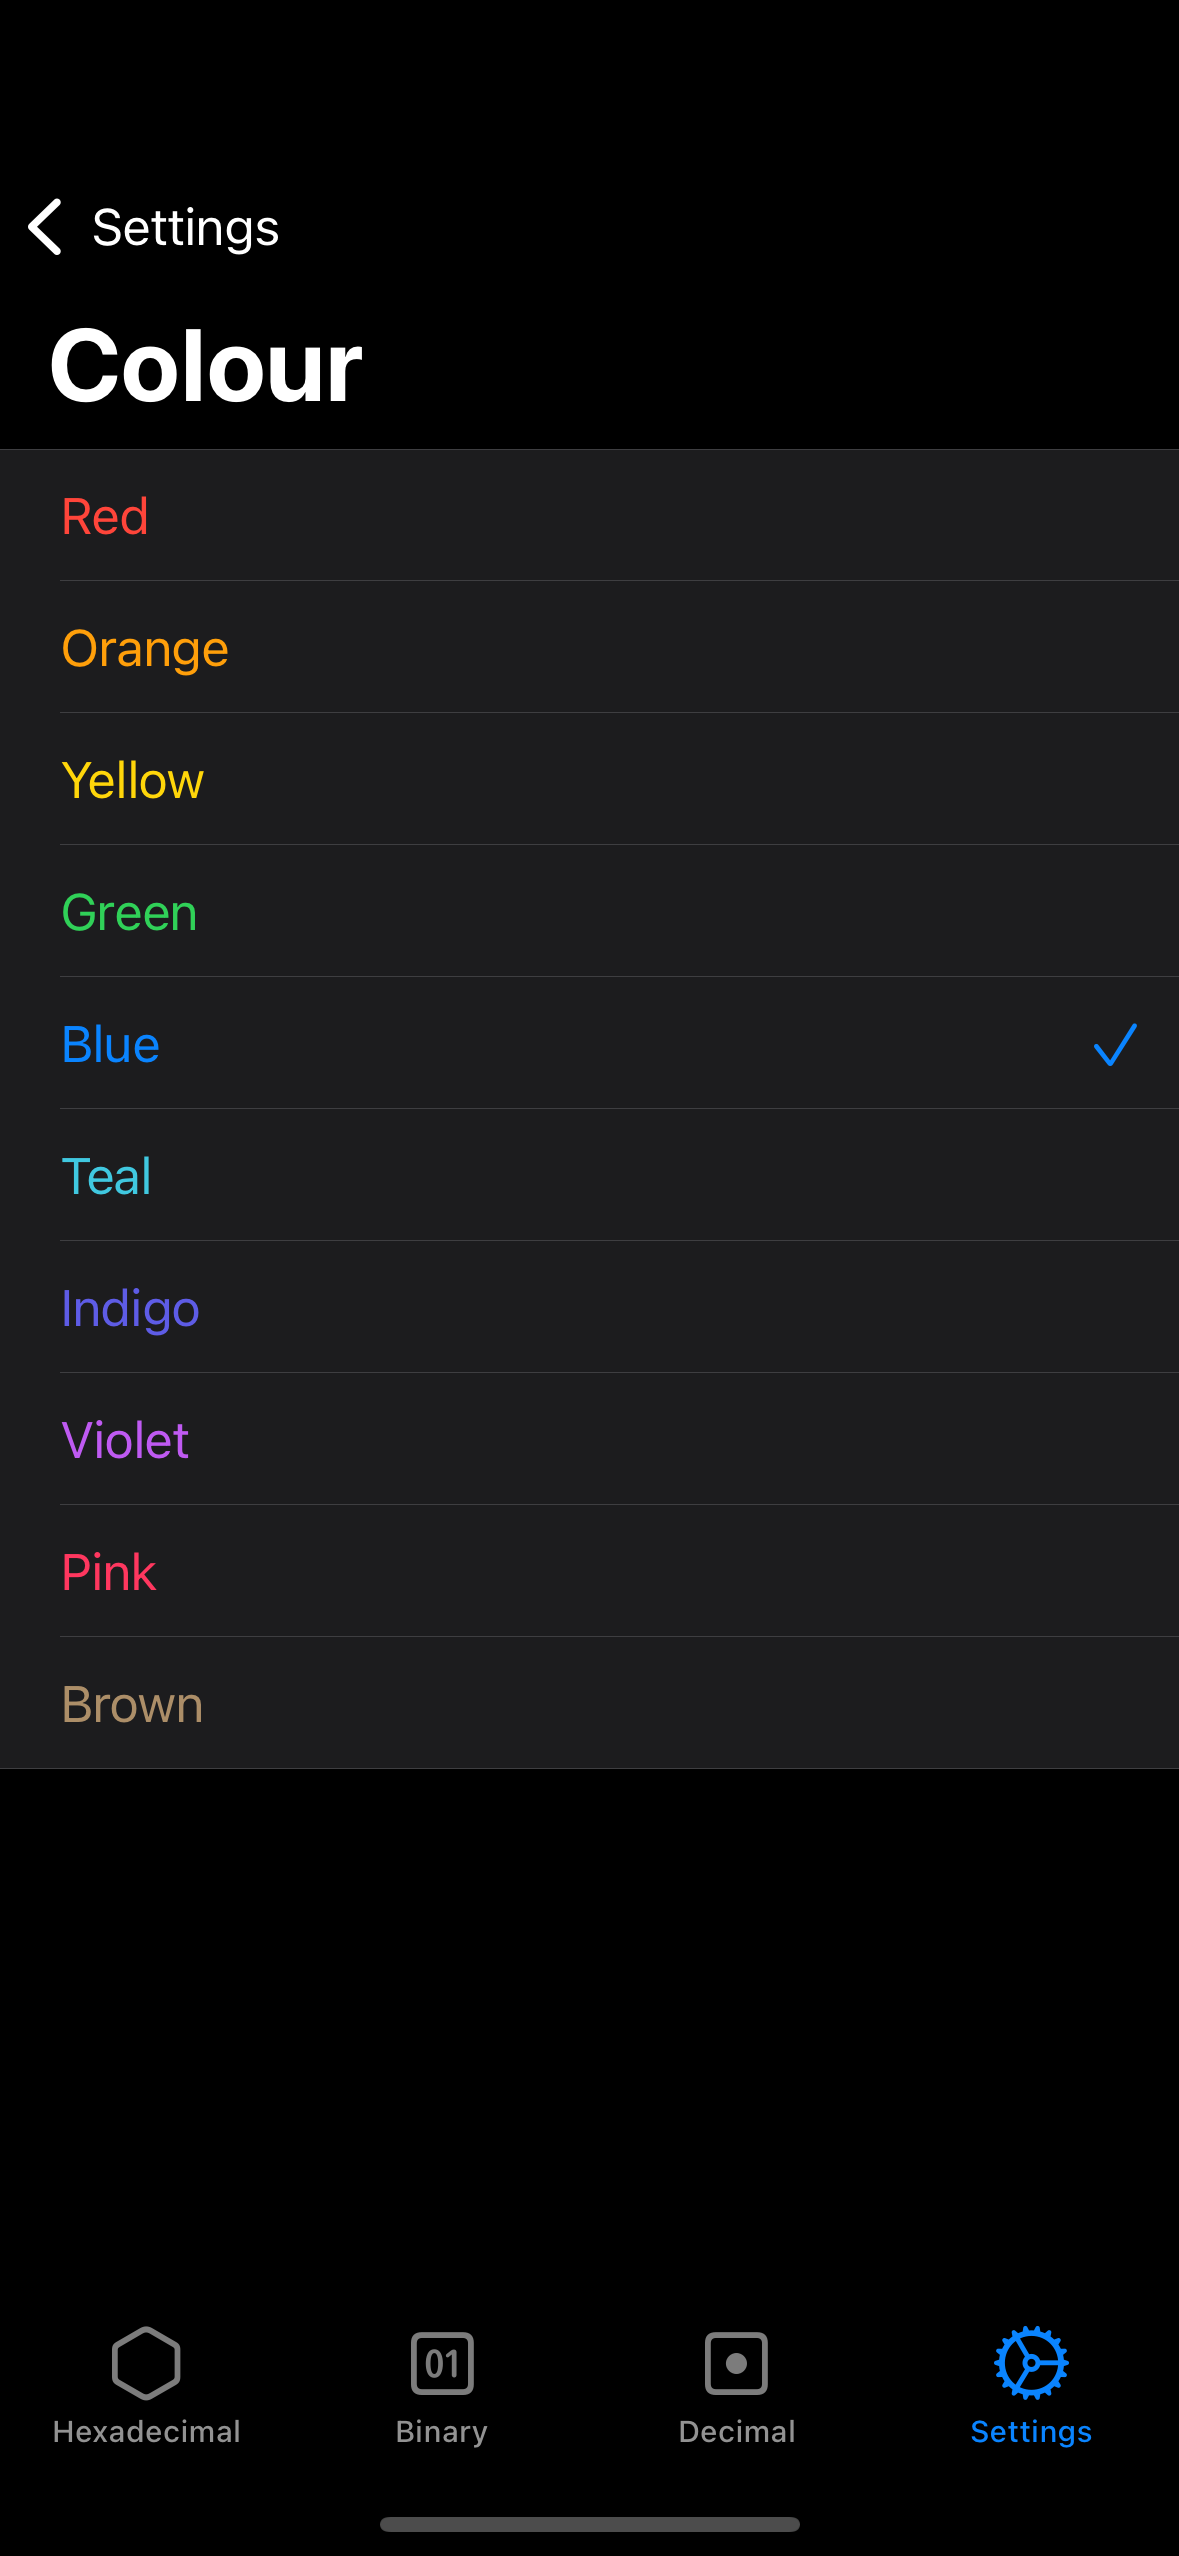 Settings
Colour
Red
Orange
Yellow
Green
Blue
Teal
Indigo
Violet
Pink
Brown
01
Hexadecimal
Binary
Decimal
Settings